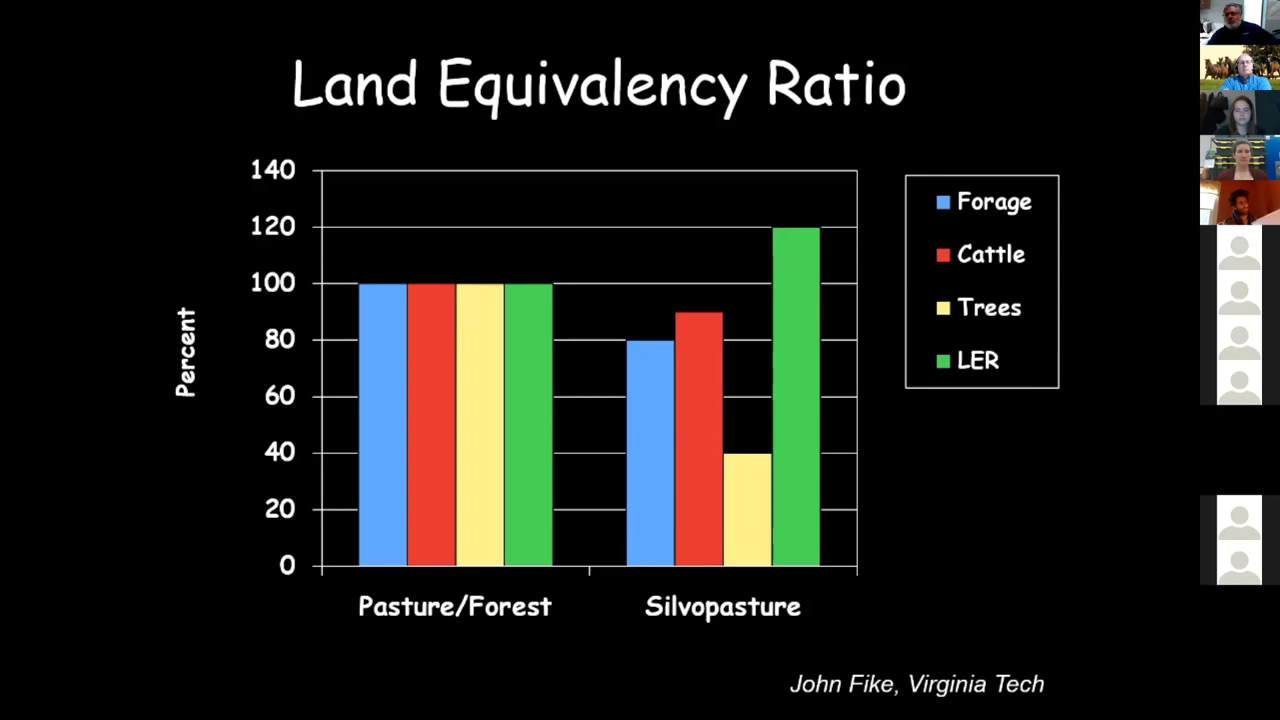 Land Equivalency Ratio
140
120
100
80
60
40
20
0
Percent
Pasture/Forest
Silvopasture
Forage
Cattle
Trees
LER
John Fike, Virginia Tech